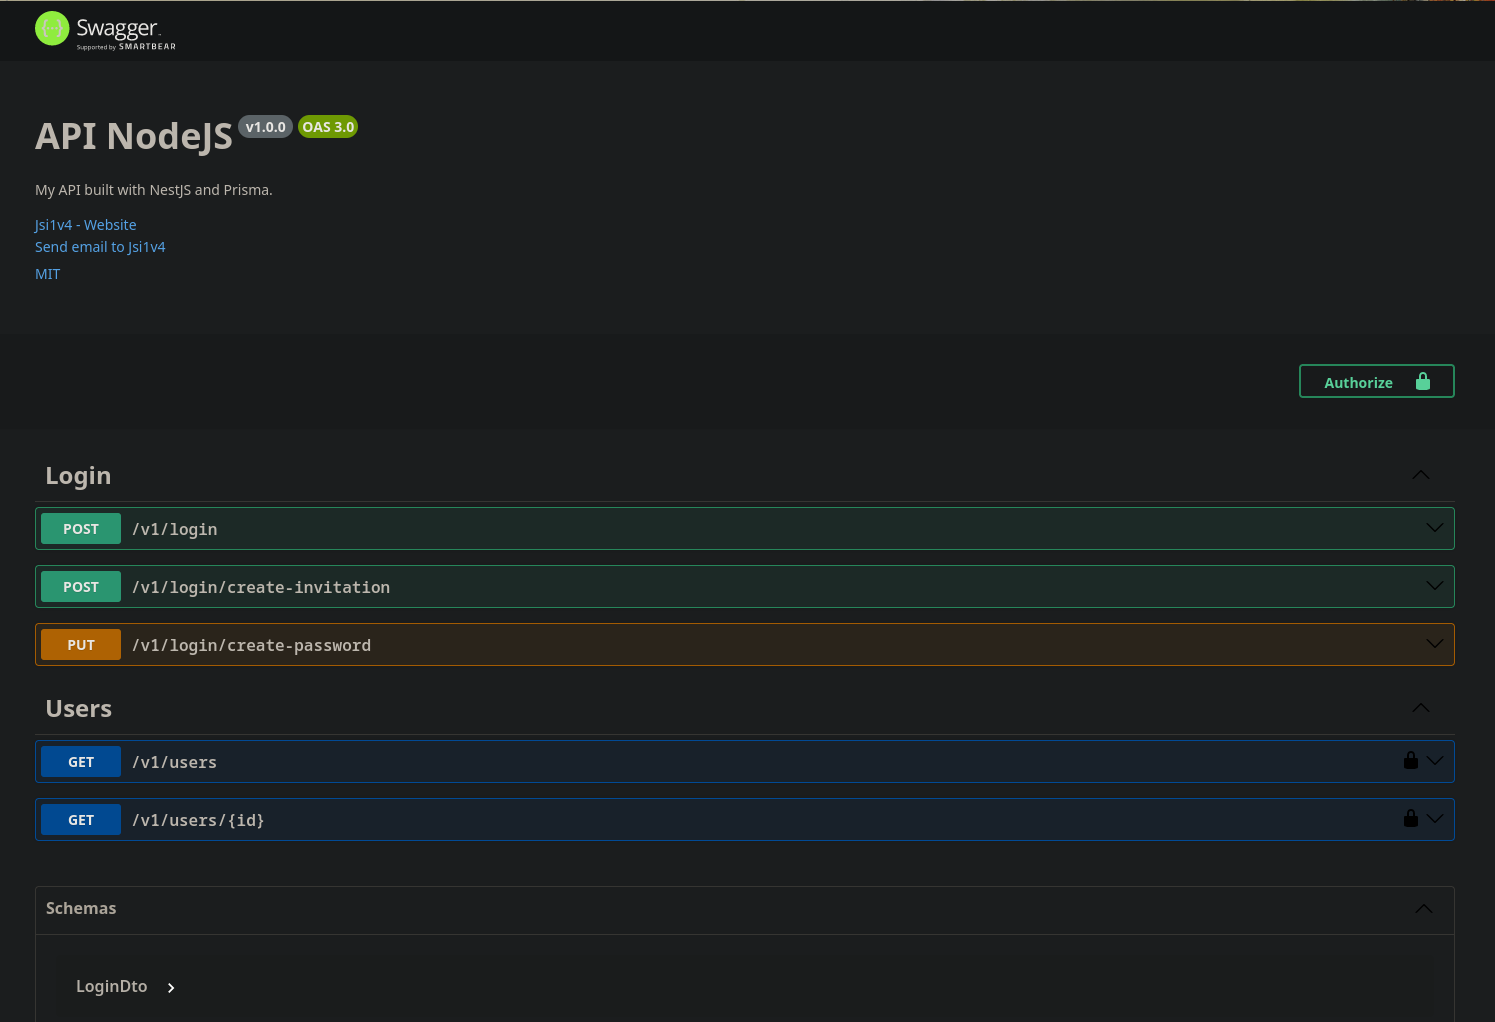 Swagger
Supported by SMARTBEAR
API NodeJS v1.0.0 OAS 3.0
My API built with NestJS and Prisma.
Jsi1v4 - Website
Send email to Jsi1v4
MIT
Authorize
Login
POST /v1/login
POST /v1/login/create-invitation
PUT /v1/login/create-password
Users
GET /v1/users
GET /v1/users/{id}
Schemas
LoginDto